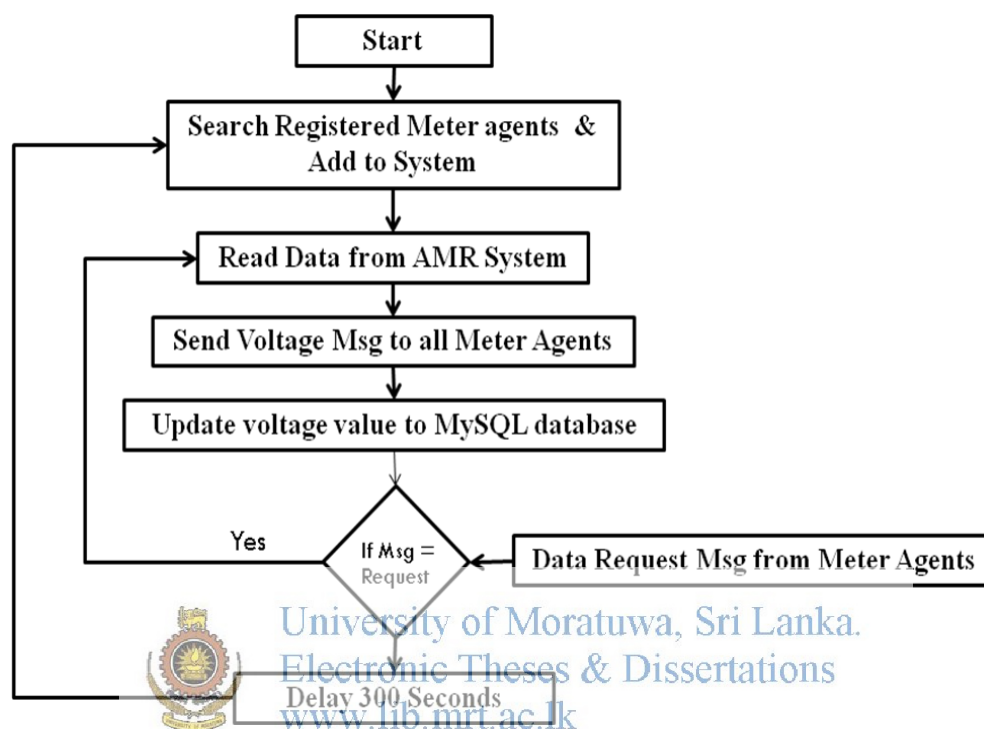 Start
Search Registered Meter agents &
Add to System
Read Data from AMR System
Send Voltage Msg to all Meter Agents
Update voltage value to MySQL database
Yes
If Msg =
Request
Data Request Msg from Meter Agents
University of Moratuwa, Sri Lanka.
Electronic Theses & Dissertations
Delay 300 Seconds
www.lib.mrt.ac.lk